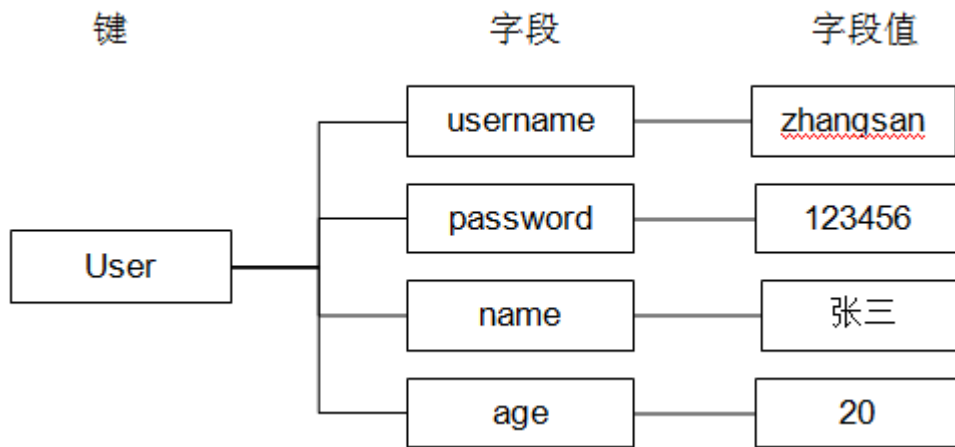 键 字段 字段值
username zhangsan
password 123456
User
name 张三
age 20